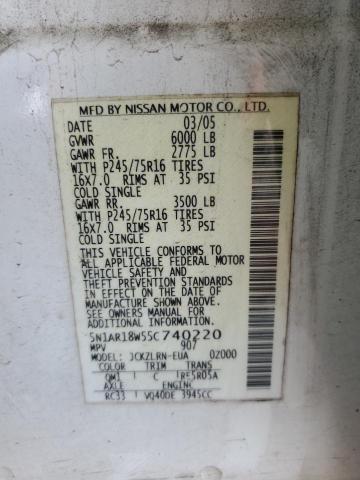 MFD BY NISSAN MOTOR CO., LTD.
DATE 03/05
GVWR 6000 LB
GAWR FR. 2775 LB
WITH P245/75R16 TIRES
16X7.0 RIMS AT 35 PSI
COLD SINGLE
GAWR RR. 3500 LB
WITH P245/75R16 TIRES
16X7.0 RIMS AT 35 PSI
COLD SINGLE
THIS VEHICLE CONFORMS TO
ALL APPLICABLE FEDERAL MOTOR
VEHICLE SAFETY AND
THEFT PREVENTION STANDARDS
IN EFFECT ON THE DATE OF
MANUFACTURE SHOWN ABOVE.
SEE OWNERS MANUAL FOR
ADDITIONAL INFORMATION.
5N1AR18W55C740220
MPV 907
MODEL: JCKZLRN-EUA 02000
COLOR TRIM TRANS
QM1 C RE5R05A
AXLE ENGINE
RC33 VQ40DE 3945CC